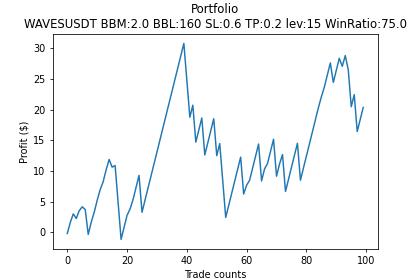 Portfolio
WAVESUSDT BBM:2.0 BBL:160 SL:0.6 TP:0.2 lev:15 WinRatio:75.0
30
25
20
15
10
5
0
Profit ($)
0 20 40 60 80 100
Trade counts